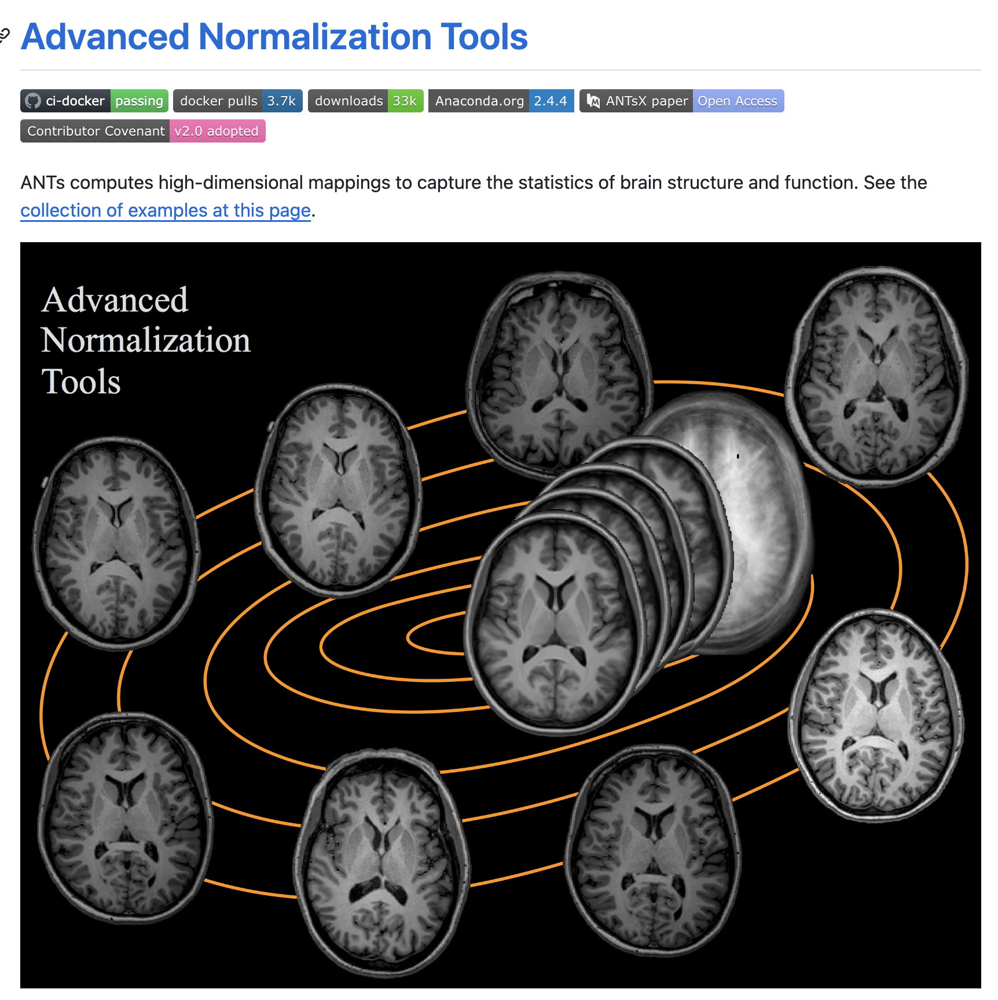 Advanced Normalization Tools
ci-docker passing docker pulls 3.7k downloads 33k Anaconda.org 2.4.4 ANTsX paper Open Access
Contributor Covenant v2.0 adopted
ANTs computes high-dimensional mappings to capture the statistics of brain structure and function. See the
collection of examples at this page.
Advanced
Normalization
Tools